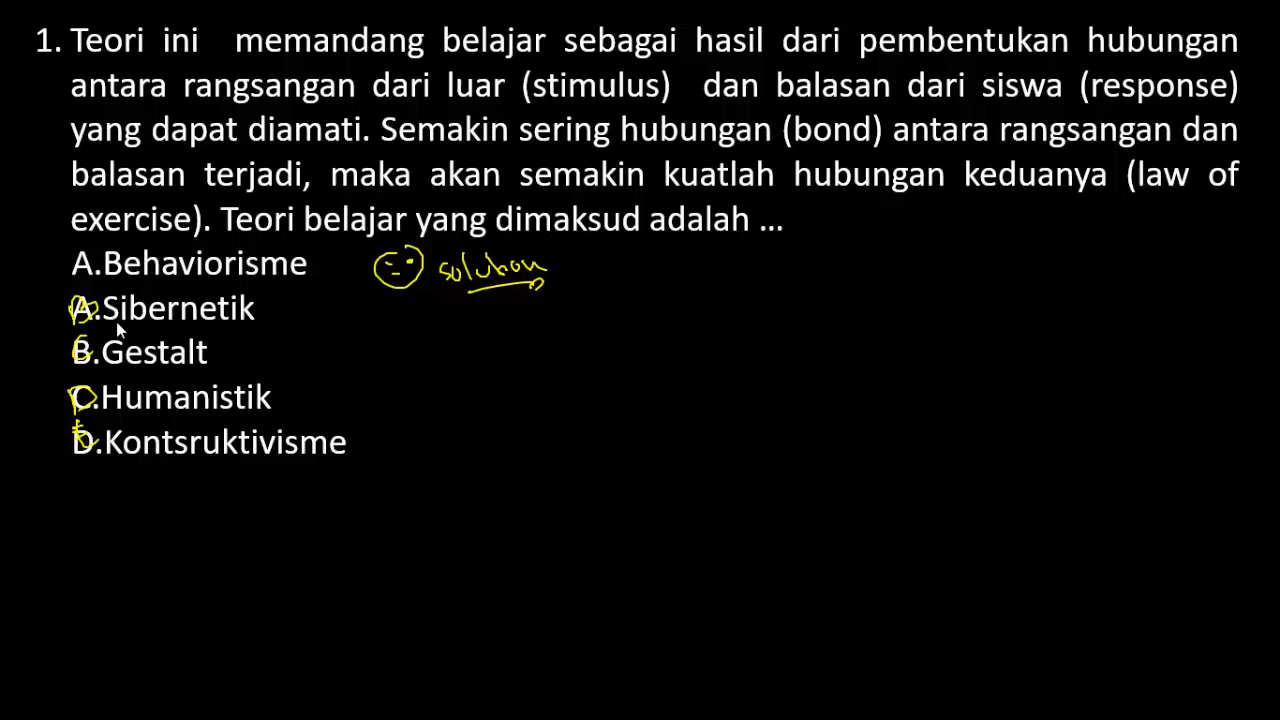 1. Teori ini memandang belajar sebagai hasil dari pembentukan hubungan
antara rangsangan dari luar (stimulus) dan balasan dari siswa (response)
yang dapat diamati. Semakin sering hubungan (bond) antara rangsangan dan
balasan terjadi, maka akan semakin kuatlah hubungan keduanya (law of
exercise). Teori belajar yang dimaksud adalah ...
A.Behaviorisme
A.Sibernetik
B.Gestalt
C.Humanistik
D.Kontsruktivisme